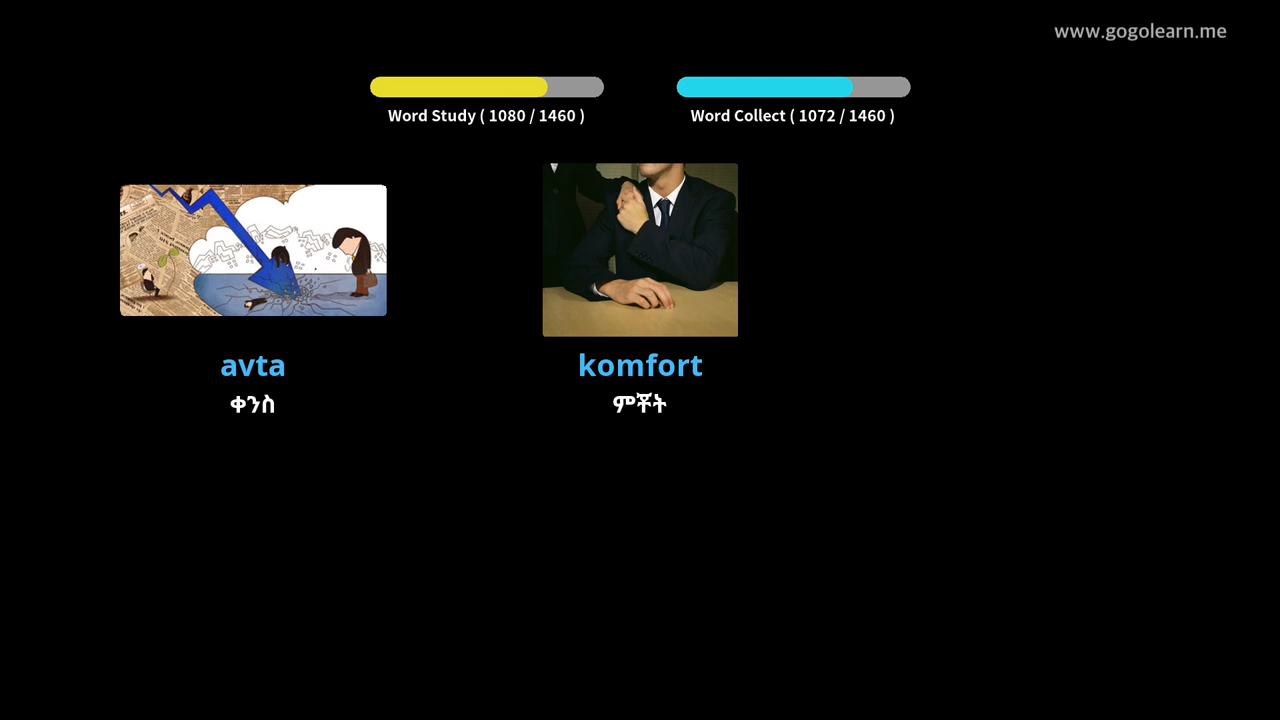 www.gogolearn.me
Word Study ( 1080 / 1460 )
Word Collect ( 1072 / 1460 )
avta
ቀንስ
komfort
ምቾት